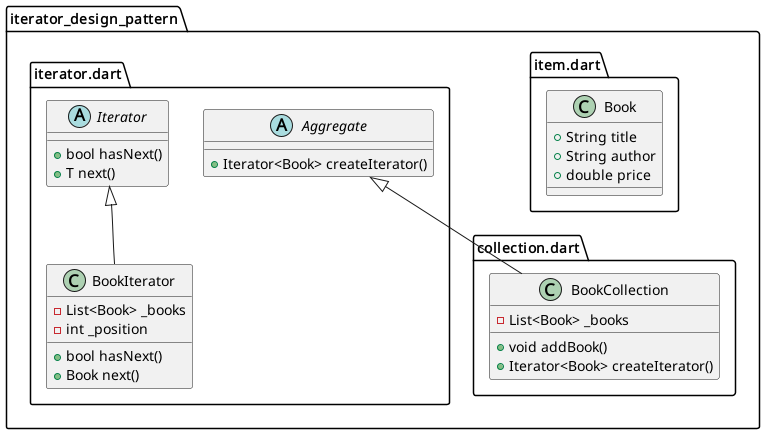 iterator_design_pattern
iterator.dart
A Iterator
bool hasNext()
T next()
A Aggregate
Iterator<Book> createIterator()
C BookIterator
List<Book> _books
int _position
bool hasNext()
Book next()
item.dart
C Book
String title
String author
double price
collection.dart
C BookCollection
List<Book> _books
void addBook()
Iterator<Book> createIterator()